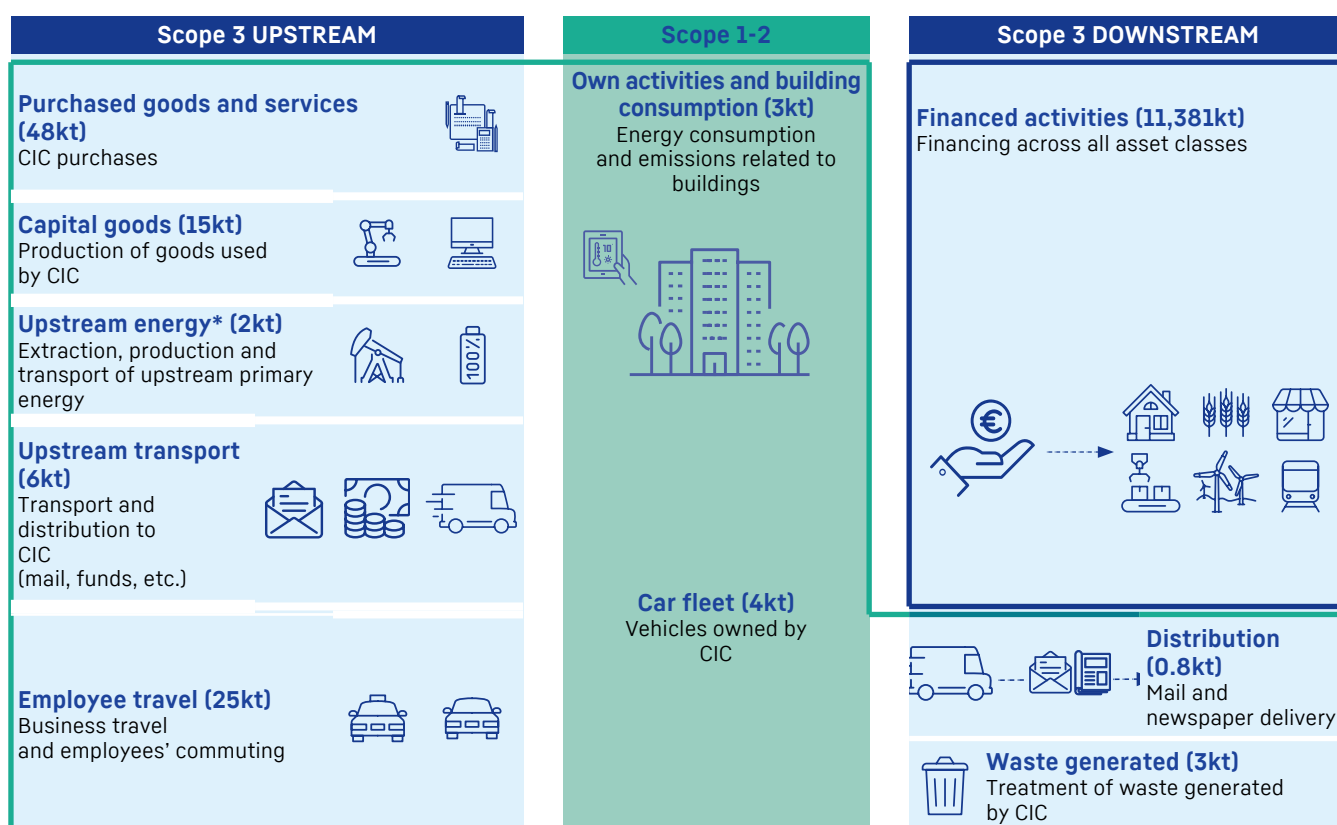 Scope 3 UPSTREAM
Purchased goods and services
(48kt)
CIC purchases
Capital goods (15kt)
Production of goods used
by CIC
Upstream energy* (2kt)
Extraction, production and
transport of upstream primary
energy
100%
Upstream transport
(6kt)
Transport and
distribution to
CIC
(mail, funds, etc.)
Employee travel (25kt)
Business travel
and employees’ commuting
Scope 1-2
Own activities and building
consumption (3kt)
Energy consumption
and emissions related to
buildings
10°
Car fleet (4kt)
Vehicles owned by
CIC
Scope 3 DOWNSTREAM
Financed activities (11,381kt)
Financing across all asset classes
€
Distribution
(0.8kt)
Mail and
newspaper delivery
Waste generated (3kt)
Treatment of waste generated
by CIC